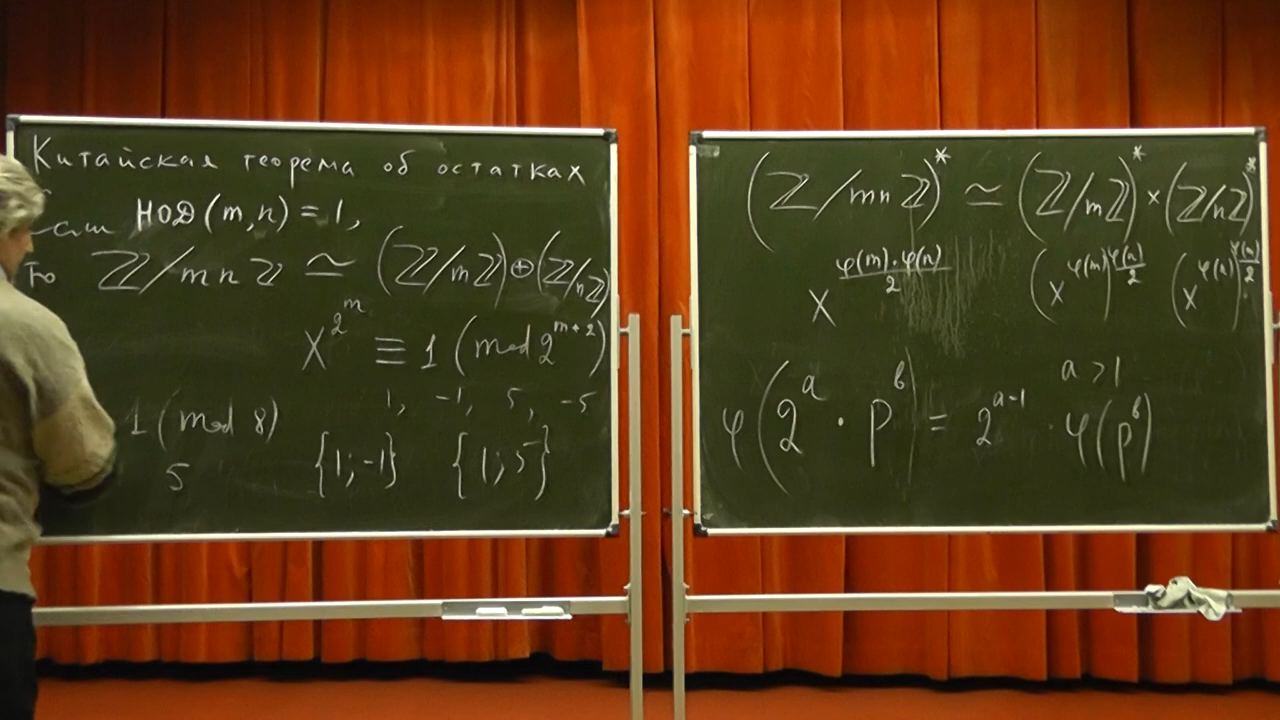 Китайская теорема об остатках
Если НОД(m,n) = 1,
то ℤ/mnℤ ≃ (ℤ/mℤ)⊕(ℤ/nℤ)
x^{2^m} ≡ 1 (mod 2^{m+2})
1, -1, 5, -5
1 (mod 8)
5 {1;-1} {1;5}
(ℤ/mnℤ)* ≃ (ℤ/mℤ)* × (ℤ/nℤ)*
x^{φ(m)·φ(n)/2} (x^{φ(m)})^{φ(n)/2} (x^{φ(n)})^{φ(m)/2}
a > 1
φ(2^a · p^b) = 2^{a-1} · φ(p^b)